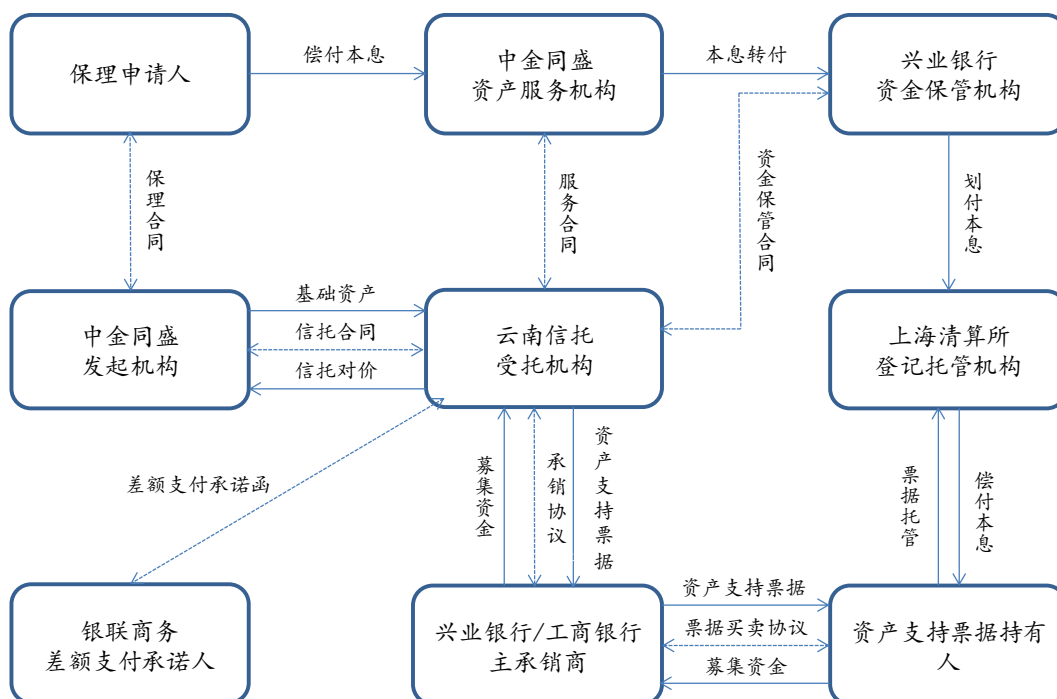 保理申请人
偿付本息
中金同盛
资产服务机构
本息转付
兴业银行
资金保管机构
保理合同
服务合同
资金保管合同
划付本息
中金同盛
发起机构
基础资产
信托合同
信托对价
云南信托
受托机构
上海清算所
登记托管机构
差额支付承诺函
募集资金
承销协议
资产支持票据
票据托管
偿付本息
银联商务
差额支付承诺人
兴业银行/工商银行
主承销商
资产支持票据
票据买卖协议
募集资金
资产支持票据持有
人